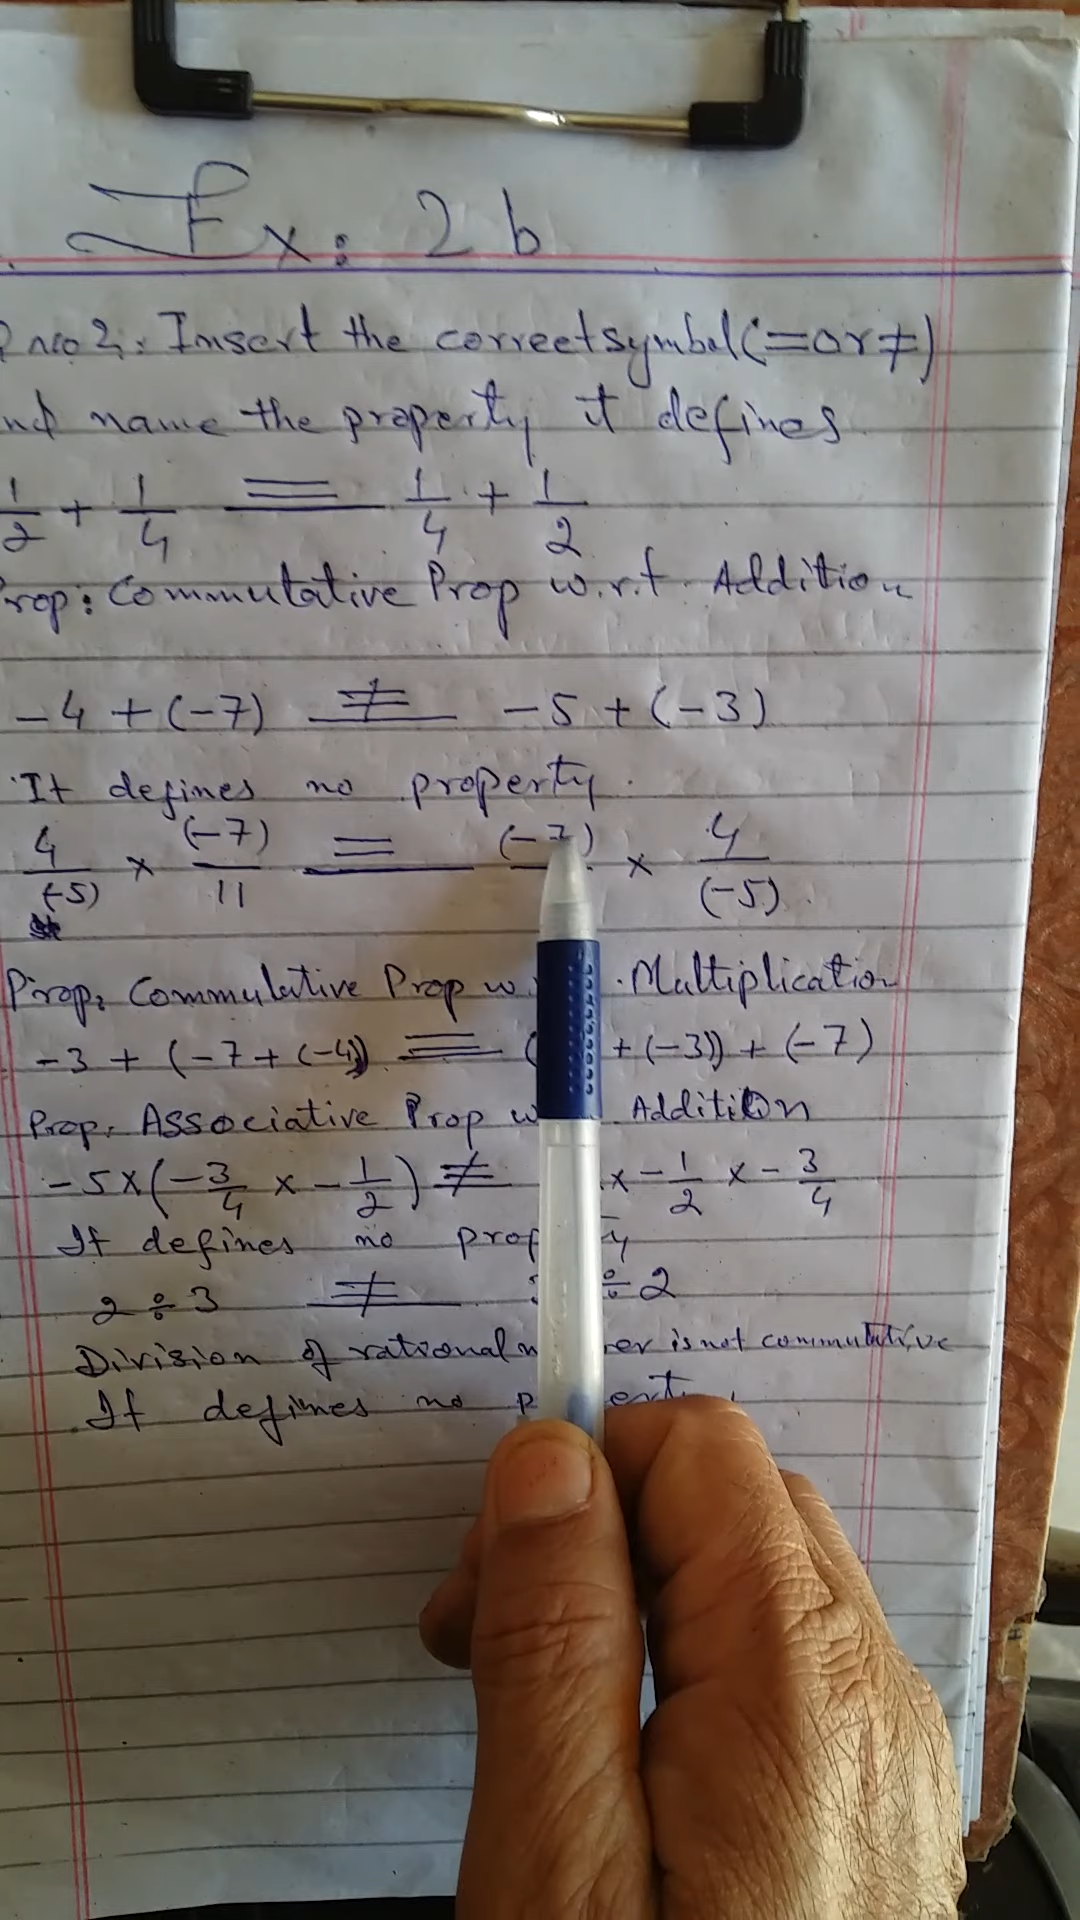 Ex: 2 b
no 2: Insert the correct symbol (= or ≠)
name the property it defines
1/2 + 1/4 = 1/4 + 1/2
rop: Commutative Prop w.r.t. Addition
-4 + (-7) ≠ -5 + (-3)
It defines no property.
4/(-5) × (-7)/11 = (-7) × 4/(-5)
Prop: Commulative Prop w . Multiplication
-3 + (-7 + (-4)) = ( + (-3)) + (-7)
Prop. Associative Prop w Addition
-5 × (-3/4 × -1/2) ≠ × -1/2 × -3/4
It defines no prop y
2 ÷ 3 ≠ ÷ 2
Division of rational n er is not commutative
It defines no p